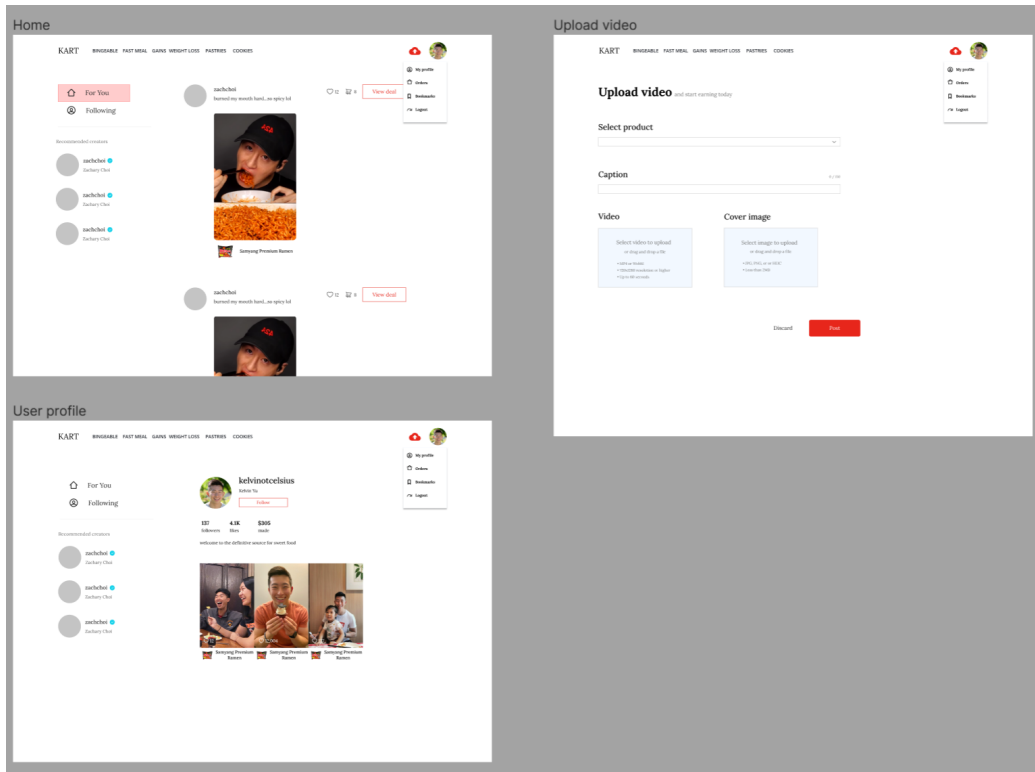 Home
KART BINGEABLE FAST MEAL GAINS WEIGHT LOSS PASTRIES COOKIES
My profile
Orders
Bookmarks
Logout
For You
Following
Recommended creators
zachchoi
Zachary Choi
zachchoi
Zachary Choi
zachchoi
Zachary Choi
zachchoi
burned my mouth hard...so spicy lol
12 9 View deal
Samyang Premium Ramen
zachchoi
burned my mouth hard...so spicy lol
12 9 View deal
Upload video
KART BINGEABLE FAST MEAL GAINS WEIGHT LOSS PASTRIES COOKIES
My profile
Orders
Bookmarks
Logout
Upload video and start earning today
Select product
Caption
Video
Select video to upload
or drag and drop a file
Cover image
Select image to upload
or drag and drop a file
Discard Post
User profile
KART BINGEABLE FAST MEAL GAINS WEIGHT LOSS PASTRIES COOKIES
My profile
Orders
Bookmarks
Logout
For You
Following
Recommended creators
zachchoi
Zachary Choi
zachchoi
Zachary Choi
zachchoi
Zachary Choi
kelvinotcelsius
Follow
137 4.1K $305
followers likes made
welcome to the definitive source for sweet food
Samyang Premium
Ramen
Samyang Premium
Ramen
Samyang Premium
Ramen